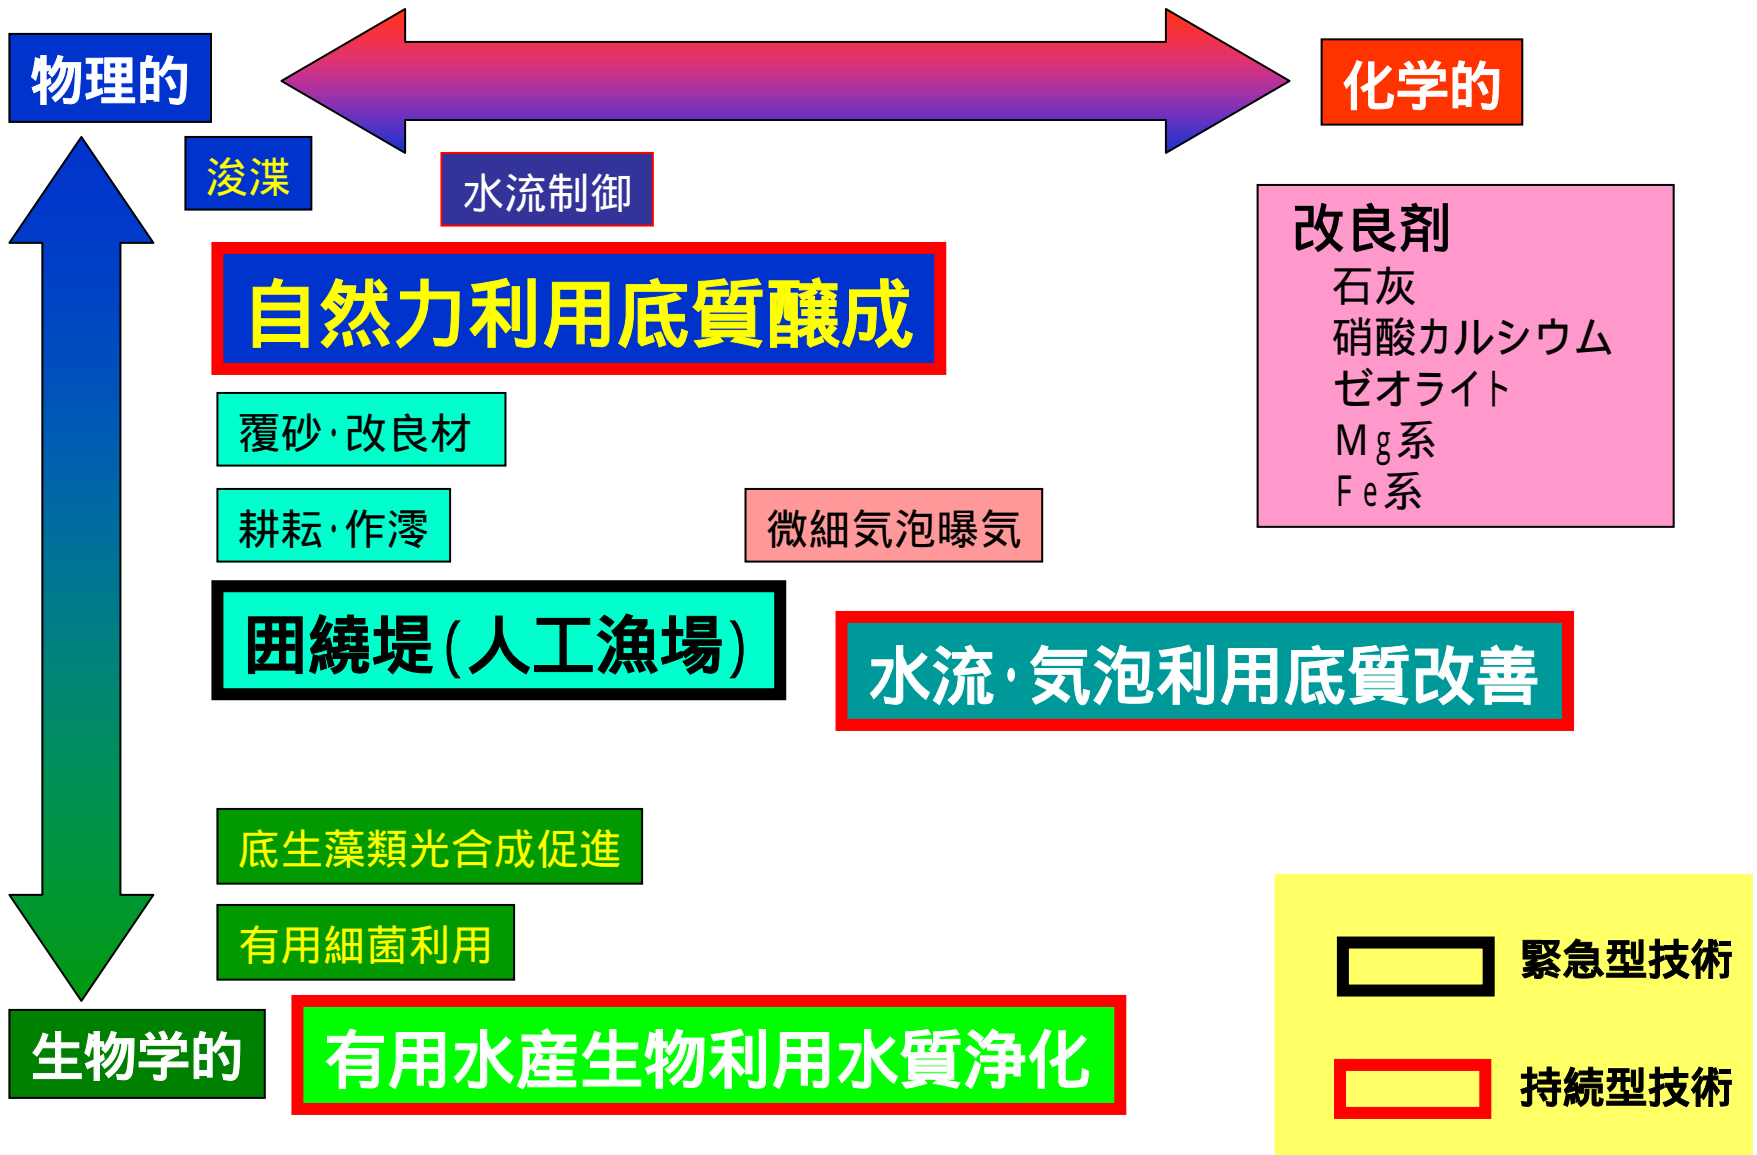 物理的
化学的
浚渫
水流制御
改良剤
石灰
硝酸カルシウム
ゼオライト
Mg系
Fe系
自然力利用底質醸成
覆砂・改良材
耕耘・作澪
微細気泡曝気
囲繞堤(人工漁場)
水流・気泡利用底質改善
底生藻類光合成促進
有用細菌利用
生物学的
有用水産生物利用水質浄化
緊急型技術
持続型技術